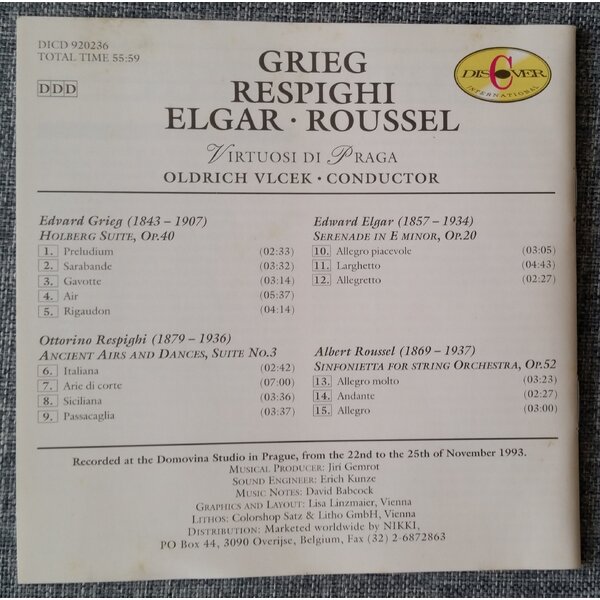 DICD 920236
TOTAL TIME 55:59
DDD
GRIEG
RESPIGHI
ELGAR · ROUSSEL
DISCOVER
INTERNATIONAL
VIRTUOSI DI PRAGA
OLDRICH VLCEK · CONDUCTOR
Edvard Grieg (1843 – 1907)
HOLBERG SUITE, OP.40
1. Preludium (02:33)
2. Sarabande (03:32)
3. Gavotte (03:14)
4. Air (05:37)
5. Rigaudon (04:14)
Ottorino Respighi (1879 – 1936)
ANCIENT AIRS AND DANCES, SUITE NO.3
6. Italiana (02:42)
7. Arie di corte (07:00)
8. Siciliana (03:36)
9. Passacaglia (03:37)
Edward Elgar (1857 – 1934)
SERENADE IN E MINOR, OP.20
10. Allegro piacevole (03:05)
11. Larghetto (04:43)
12. Allegretto (02:27)
Albert Roussel (1869 – 1937)
SINFONIETTA FOR STRING ORCHESTRA, OP.52
13. Allegro molto (03:23)
14. Andante (02:27)
15. Allegro (03:00)
Recorded at the Domovina Studio in Prague, from the 22nd to the 25th of November 1993.
MUSICAL PRODUCER: Jiri Gemrot
SOUND ENGINEER: Erich Kunze
MUSIC NOTES: David Babcock
GRAPHICS AND LAYOUT: Lisa Linzmaier, Vienna
LITHOS: Colorshop Satz & Litho GmbH, Vienna
DISTRIBUTION: Marketed worldwide by NIKKI,
PO Box 44, 3090 Overijse, Belgium, Fax (32) 2-6872863